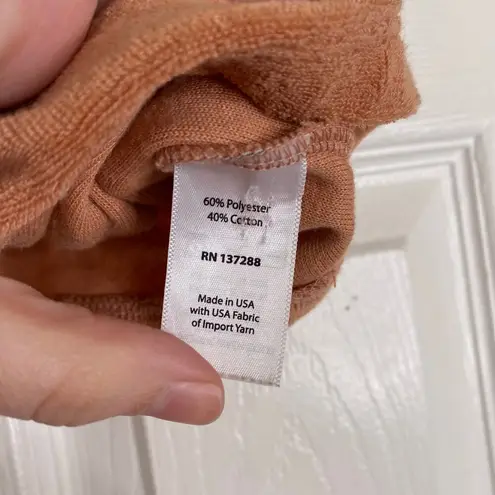 60% Polyester
40% Cotton
RN 137288
Made in USA
with USA Fabric
of Import Yarn